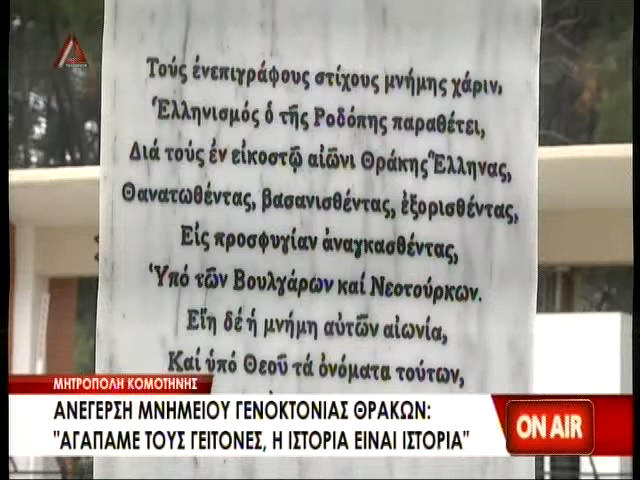 Τούς ἐνεπιγράφους στίχους μνήμης χάριν,
Ἑλληνισμός ὁ τῆς Ροδόπης παραθέτει,
Διά τούς ἐν εἰκοστῷ αἰῶνι Θράκης Ἕλληνας,
Θανατωθέντας, βασανισθέντας, ἐξορισθέντας,
Εἰς προσφυγίαν ἀναγκασθέντας,
Ὑπό τῶν Βουλγάρων καί Νεοτούρκων.
Εἴη δέ ἡ μνήμη αὐτῶν αἰωνία,
Καί ὑπό Θεοῦ τά ὀνόματα τούτων,
ΜΗΤΡΟΠΟΛΗ ΚΟΜΟΤΗΝΗΣ
ΑΝΕΓΕΡΣΗ ΜΝΗΜΕΙΟΥ ΓΕΝΟΚΤΟΝΙΑΣ ΘΡΑΚΩΝ:
"ΑΓΑΠΑΜΕ ΤΟΥΣ ΓΕΙΤΟΝΕΣ, Η ΙΣΤΟΡΙΑ ΕΙΝΑΙ ΙΣΤΟΡΙΑ"
ON AIR